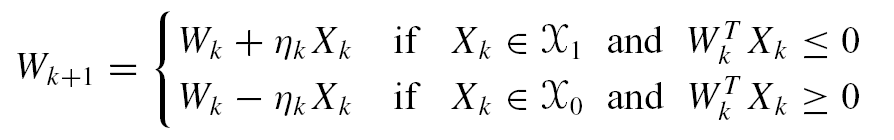 W_{k+1} = { W_k + η_k X_k if X_k ∈ 𝒳_1 and W_k^T X_k ≤ 0
W_k − η_k X_k if X_k ∈ 𝒳_0 and W_k^T X_k ≥ 0